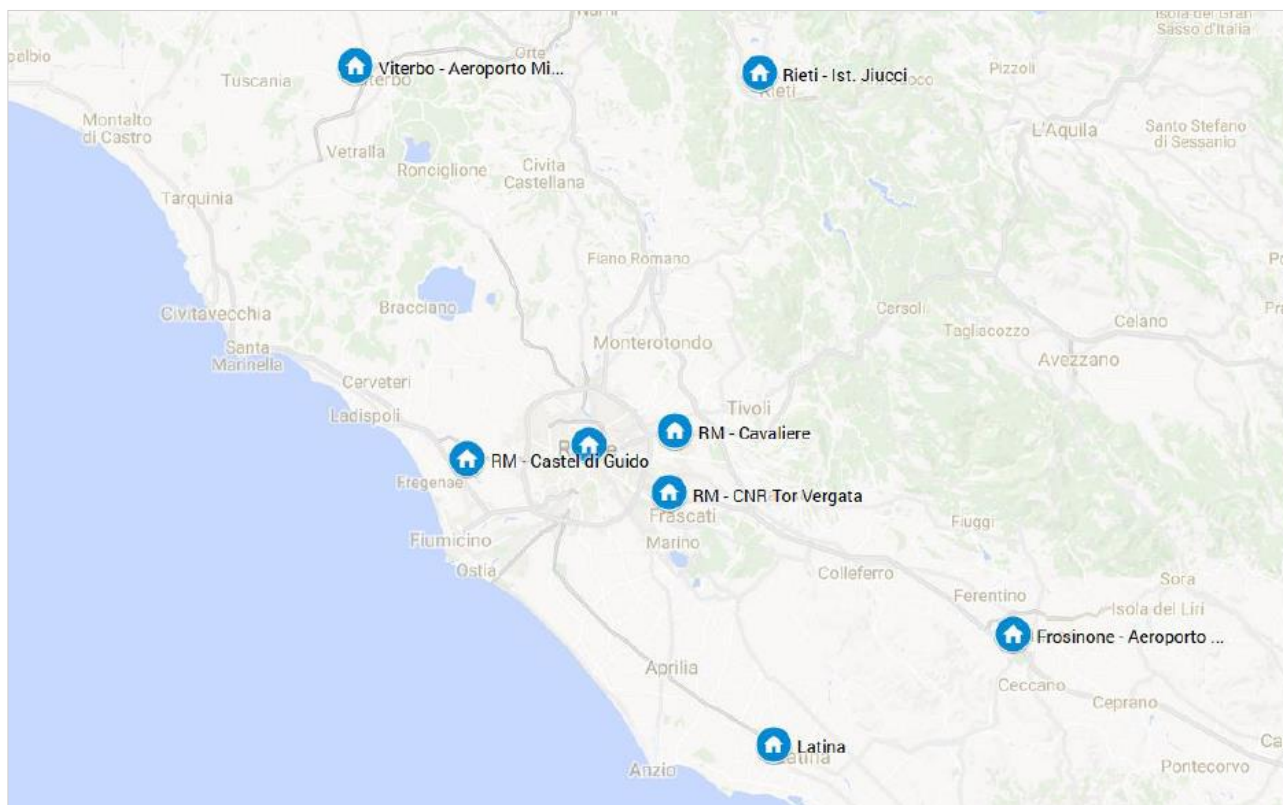 Isola del Gran
Sasso d'Italia
Orte
Viterbo - Aeroporto Mi...
Rieti - Ist. Jiucci
Rieti
Pizzoli
Tuscania
L'Aquila
Montalto
di Castro
Santo Stefano
di Sessanio
Vetralla
Ronciglione
Civita
Castellana
Tarquinia
Fiano Romano
Bracciano
Carsoli
Civitavecchia
Celano
Tagliacozzo
Monterotondo
Santa
Marinella
Avezzano
Cerveteri
Ladispoli
Tivoli
RM - Cavaliere
RM - Castel di Guido
Fregenae
RM - CNR Tor Vergata
Frascati
Fiuggi
Fiumicino
Marino
Ostia
Colleferro
Sora
Ferentino
Isola del Liri
Frosinone - Aeroporto ...
Aprilia
Ceccano
Ceprano
Latina
Latina
Anzio
Pontecorvo